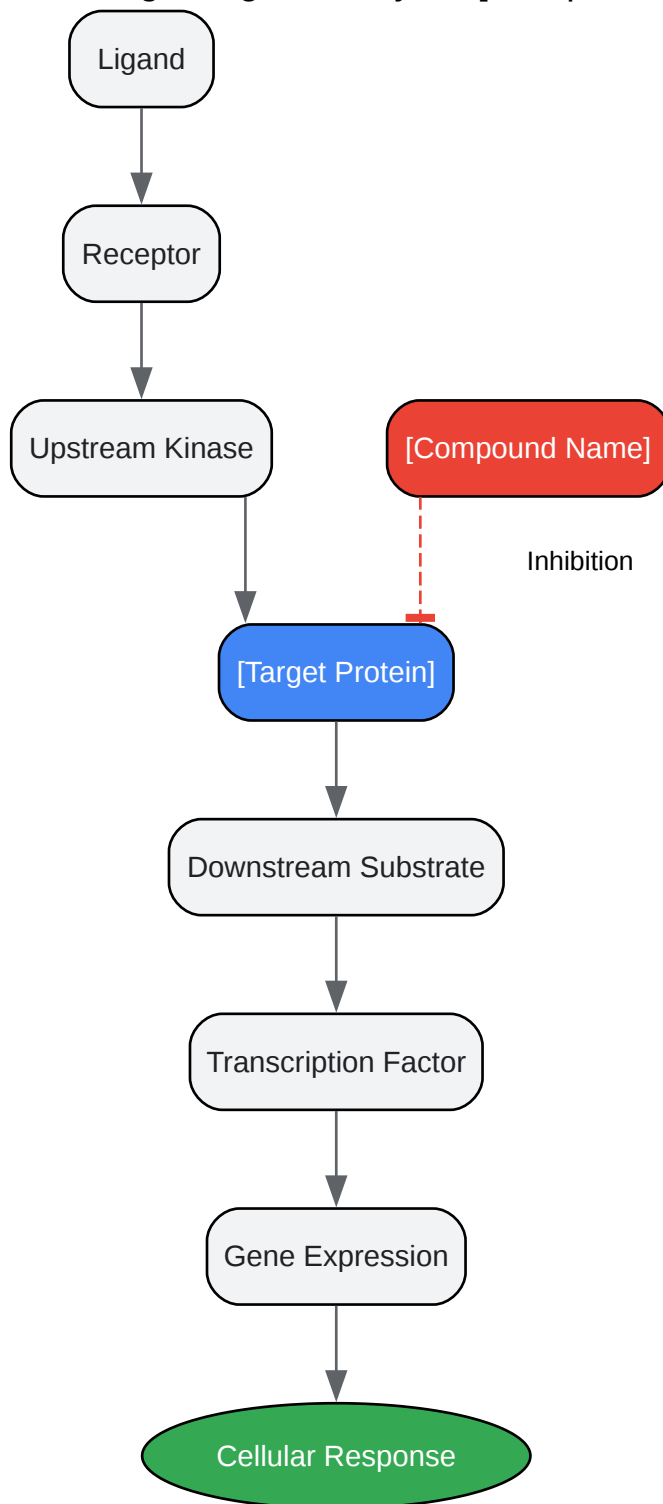 Ligand
Receptor
Upstream Kinase
[Compound Name]
Inhibition
[Target Protein]
Downstream Substrate
Transcription Factor
Gene Expression
Cellular Response